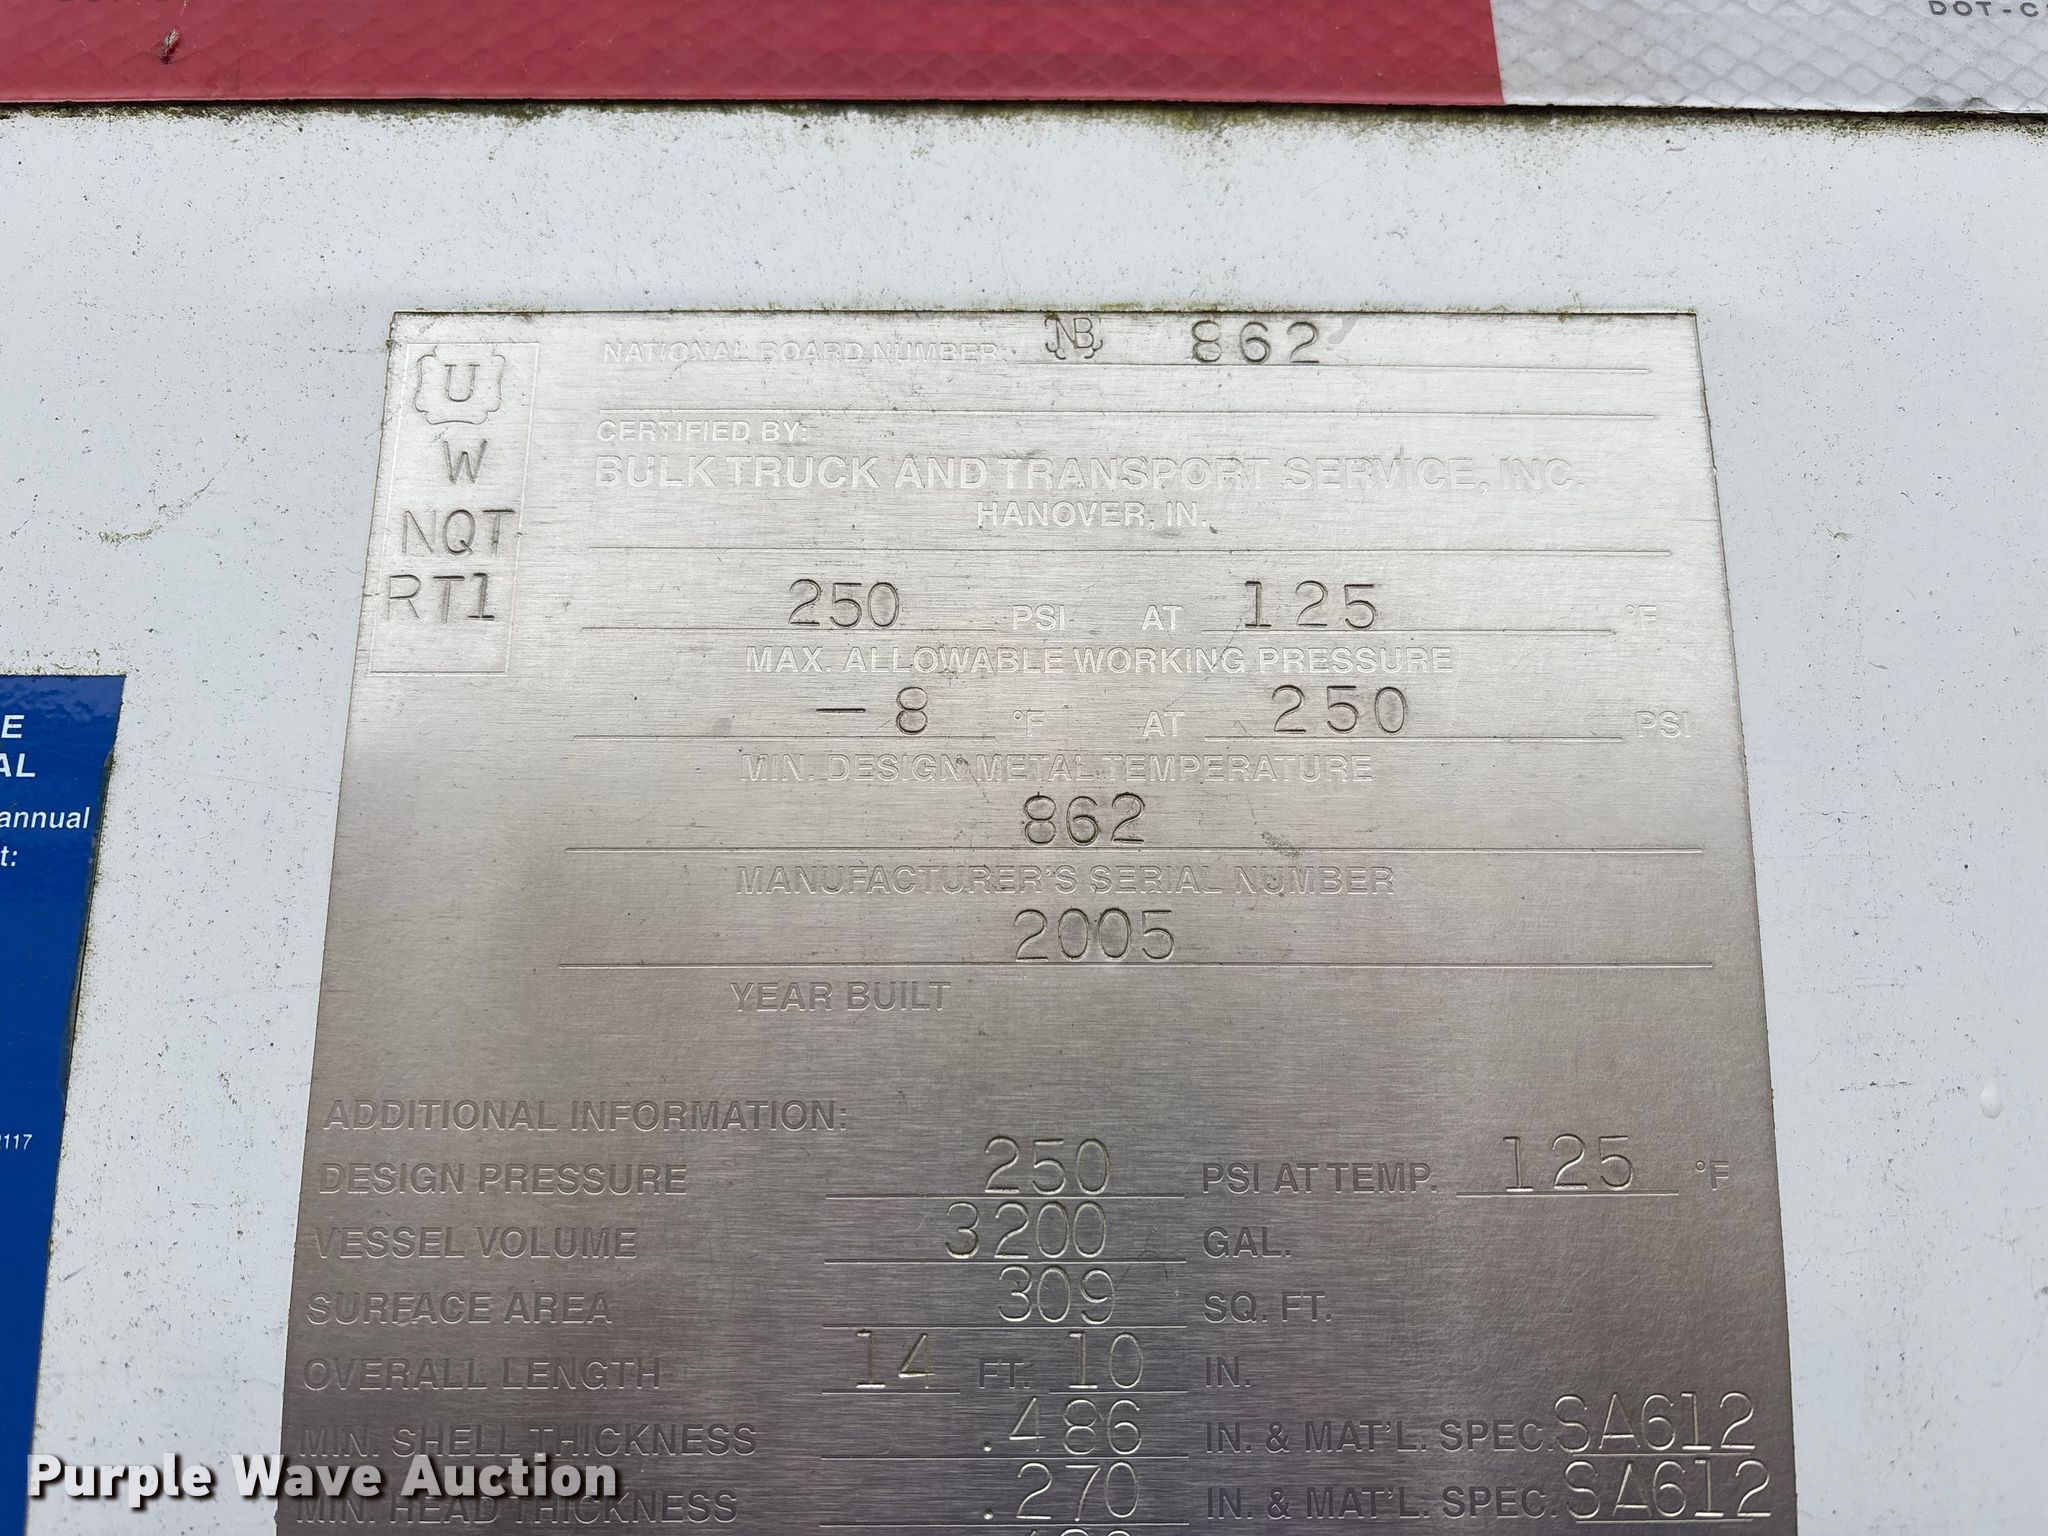 DOT-C
NATIONAL BOARD NUMBER: NB 862
U
W
NQT
RT1
CERTIFIED BY:
BULK TRUCK AND TRANSPORT SERVICE, INC.
HANOVER, IN.
250 PSI AT 125 °F
MAX. ALLOWABLE WORKING PRESSURE
-8 °F AT 250 PSI
MIN. DESIGN METAL TEMPERATURE
862
MANUFACTURER'S SERIAL NUMBER
2005
YEAR BUILT
ADDITIONAL INFORMATION:
DESIGN PRESSURE 250 PSI AT TEMP. 125 °F
VESSEL VOLUME 3200 GAL.
SURFACE AREA 309 SQ. FT.
OVERALL LENGTH 14 FT. 10 IN.
MIN. SHELL THICKNESS .486 IN. & MAT'L. SPEC. SA612
MIN. HEAD THICKNESS .270 IN. & MAT'L. SPEC. SA612
E
AL
annual
t:
2117
Purple Wave Auction